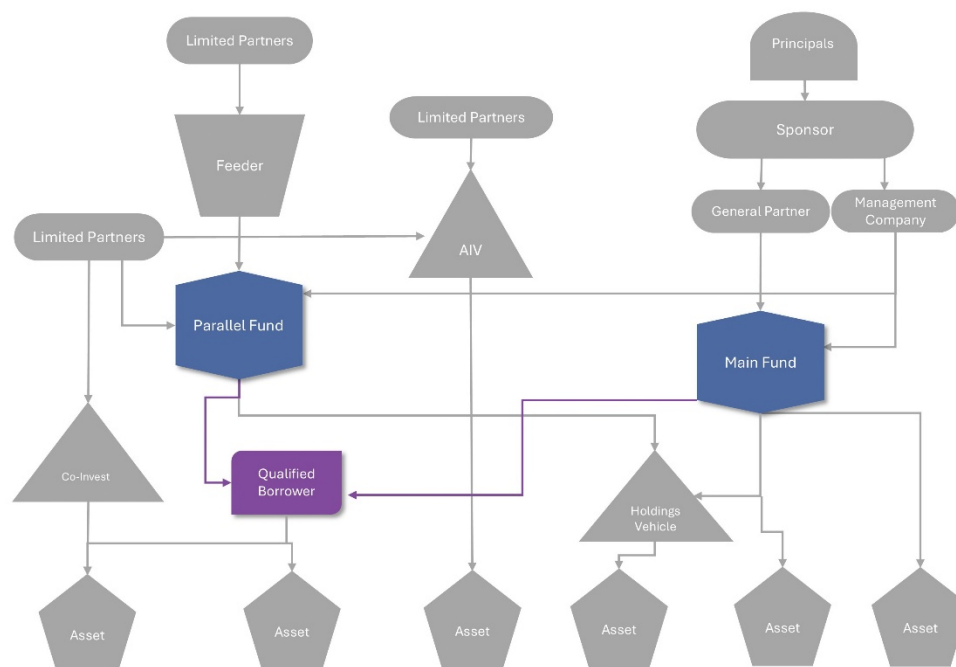 Limited Partners
Principals
Limited Partners
Sponsor
Feeder
General Partner
Management
Company
Limited Partners
AIV
Parallel Fund
Main Fund
Co-Invest
Qualified
Borrower
Holdings
Vehicle
Asset
Asset
Asset
Asset
Asset
Asset